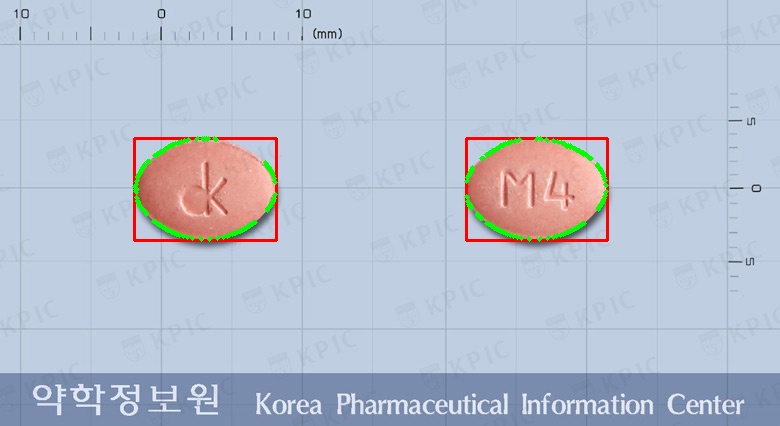 10 0 10
(mm)
dk
M4
5
0
5
KPIC
약학정보원 Korea Pharmaceutical Information Center